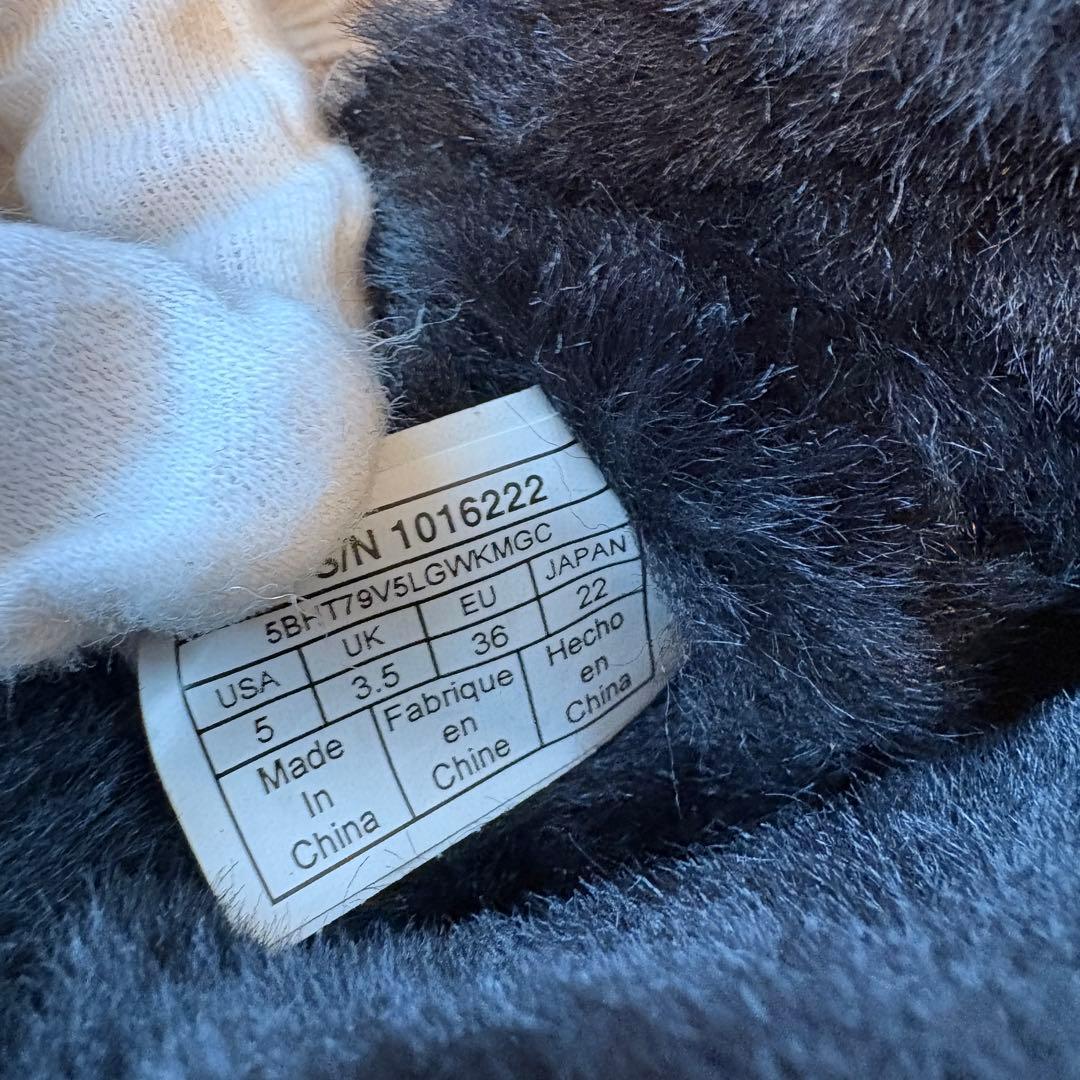 S/N 1016222
5BHT79V5LGWKMGC
USA UK EU JAPAN
5 3.5 36 22
Made In China
Fabrique en Chine
Hecho en China